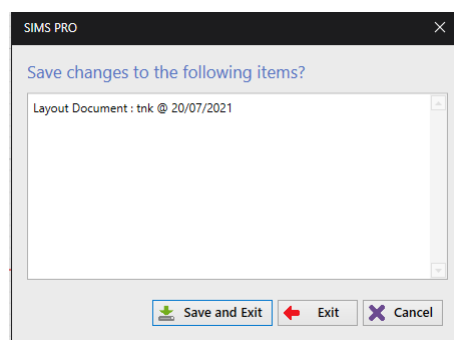 SIMS PRO
Save changes to the following items?
Layout Document : tnk @ 20/07/2021
Save and Exit
Exit
Cancel